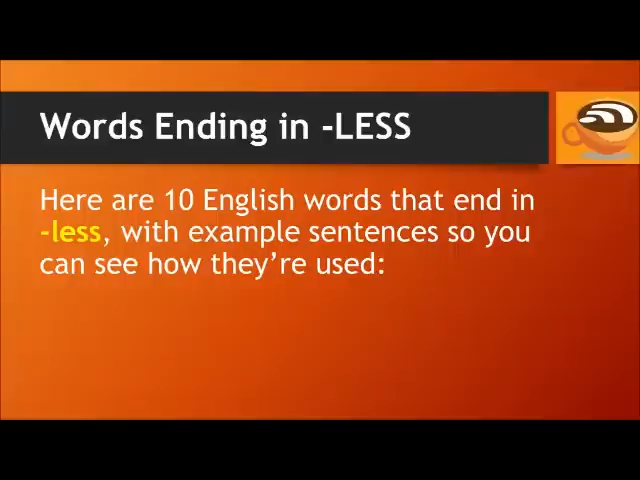 Words Ending in -LESS
Here are 10 English words that end in
-less, with example sentences so you
can see how they’re used: